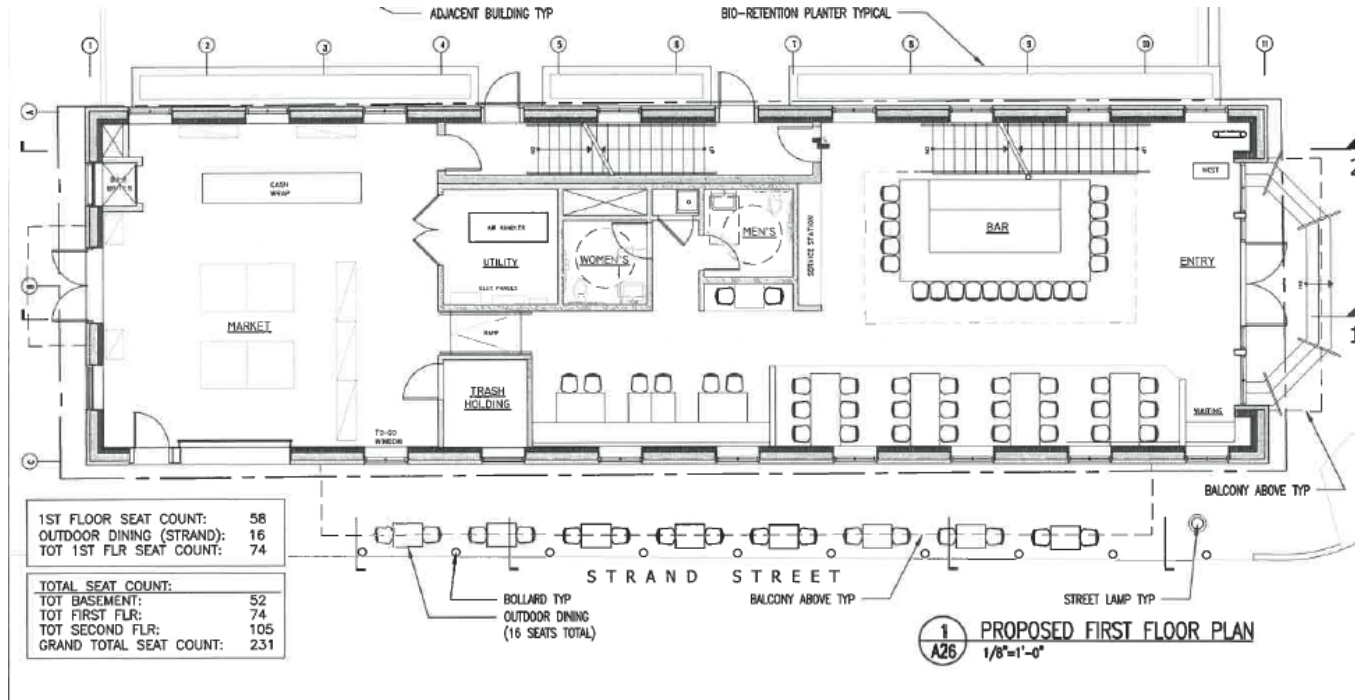 ADJACENT BUILDING TYP
BIO-RETENTION PLANTER TYPICAL
1
2
3
4
5
6
7
8
9
10
11
A
B
C
CASH
WRAP
AIR HANDLER
UTILITY
ELEC PANELS
WOMEN'S
MEN'S
SERVICE STATION
BAR
HOST
ENTRY
MARKET
RAMP
TRASH
HOLDING
TO-GO
WINDOW
WAITING
2
1
BALCONY ABOVE TYP
1ST FLOOR SEAT COUNT: 58
OUTDOOR DINING (STRAND): 16
TOT 1ST FLR SEAT COUNT: 74
TOTAL SEAT COUNT:
TOT BASEMENT: 52
TOT FIRST FLR: 74
TOT SECOND FLR: 105
GRAND TOTAL SEAT COUNT: 231
STRAND STREET
BOLLARD TYP
OUTDOOR DINING
(16 SEATS TOTAL)
BALCONY ABOVE TYP
STREET LAMP TYP
1
A26
PROPOSED FIRST FLOOR PLAN
1/8"=1'-0"